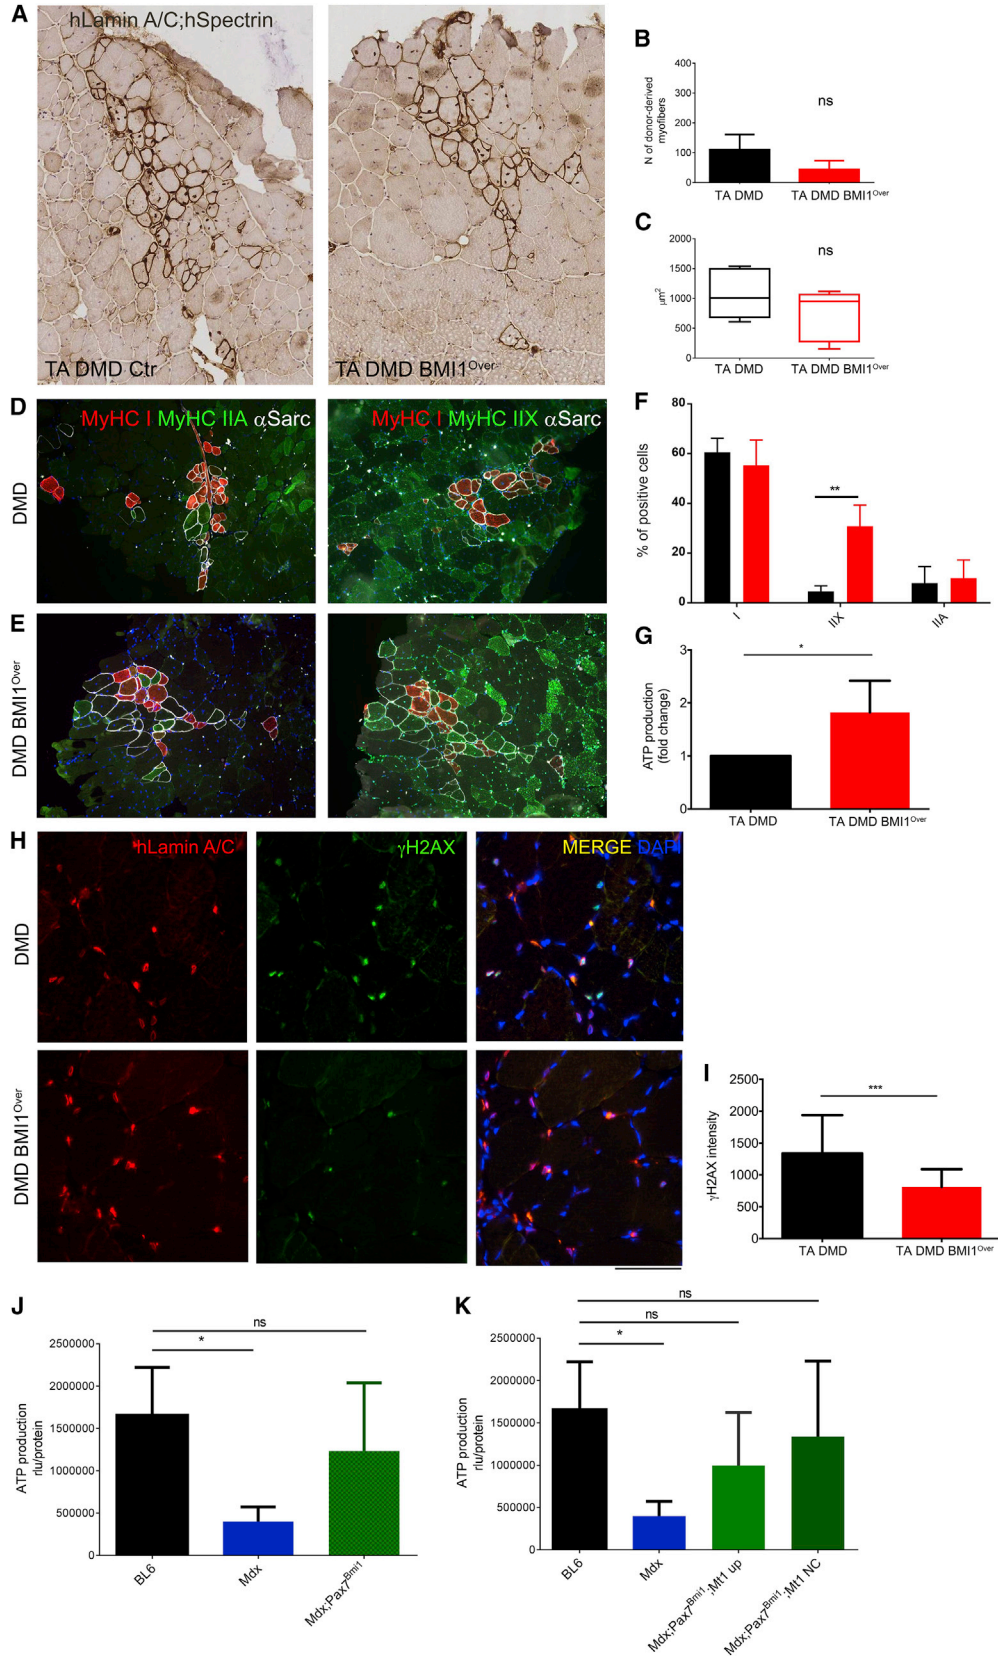 A
hLamin A/C;hSpectrin
TA DMD Ctr
TA DMD BMI1Over
B
N of donor-derived
myofibers
400
300
200
100
0
ns
TA DMD
TA DMD BMI1Over
C
µm2
2000
1500
1000
500
0
ns
TA DMD
TA DMD BMI1Over
D
DMD
MyHC I MyHC IIA αSarc
MyHC I MyHC IIX αSarc
E
DMD BMI1Over
F
% of positive cells
80
60
40
20
0
**
I
IIX
IIA
G
ATP production
(fold change)
3
2
1
0
*
TA DMD
TA DMD BMI1Over
H
DMD
hLamin A/C
γH2AX
MERGE DAPI
DMD BMI1Over
I
γH2AX intensity
2500
2000
1500
1000
500
0
***
TA DMD
TA DMD BMI1Over
J
ATP production
rlu/protein
2500000
2000000
1500000
1000000
500000
0
ns
*
BL6
Mdx
Mdx;Pax7Bmi1
K
ATP production
rlu/protein
2500000
2000000
1500000
1000000
500000
0
ns
ns
*
BL6
Mdx
Mdx;Pax7Bmi1;Mt1 up
Mdx;Pax7Bmi1;Mt1 NC